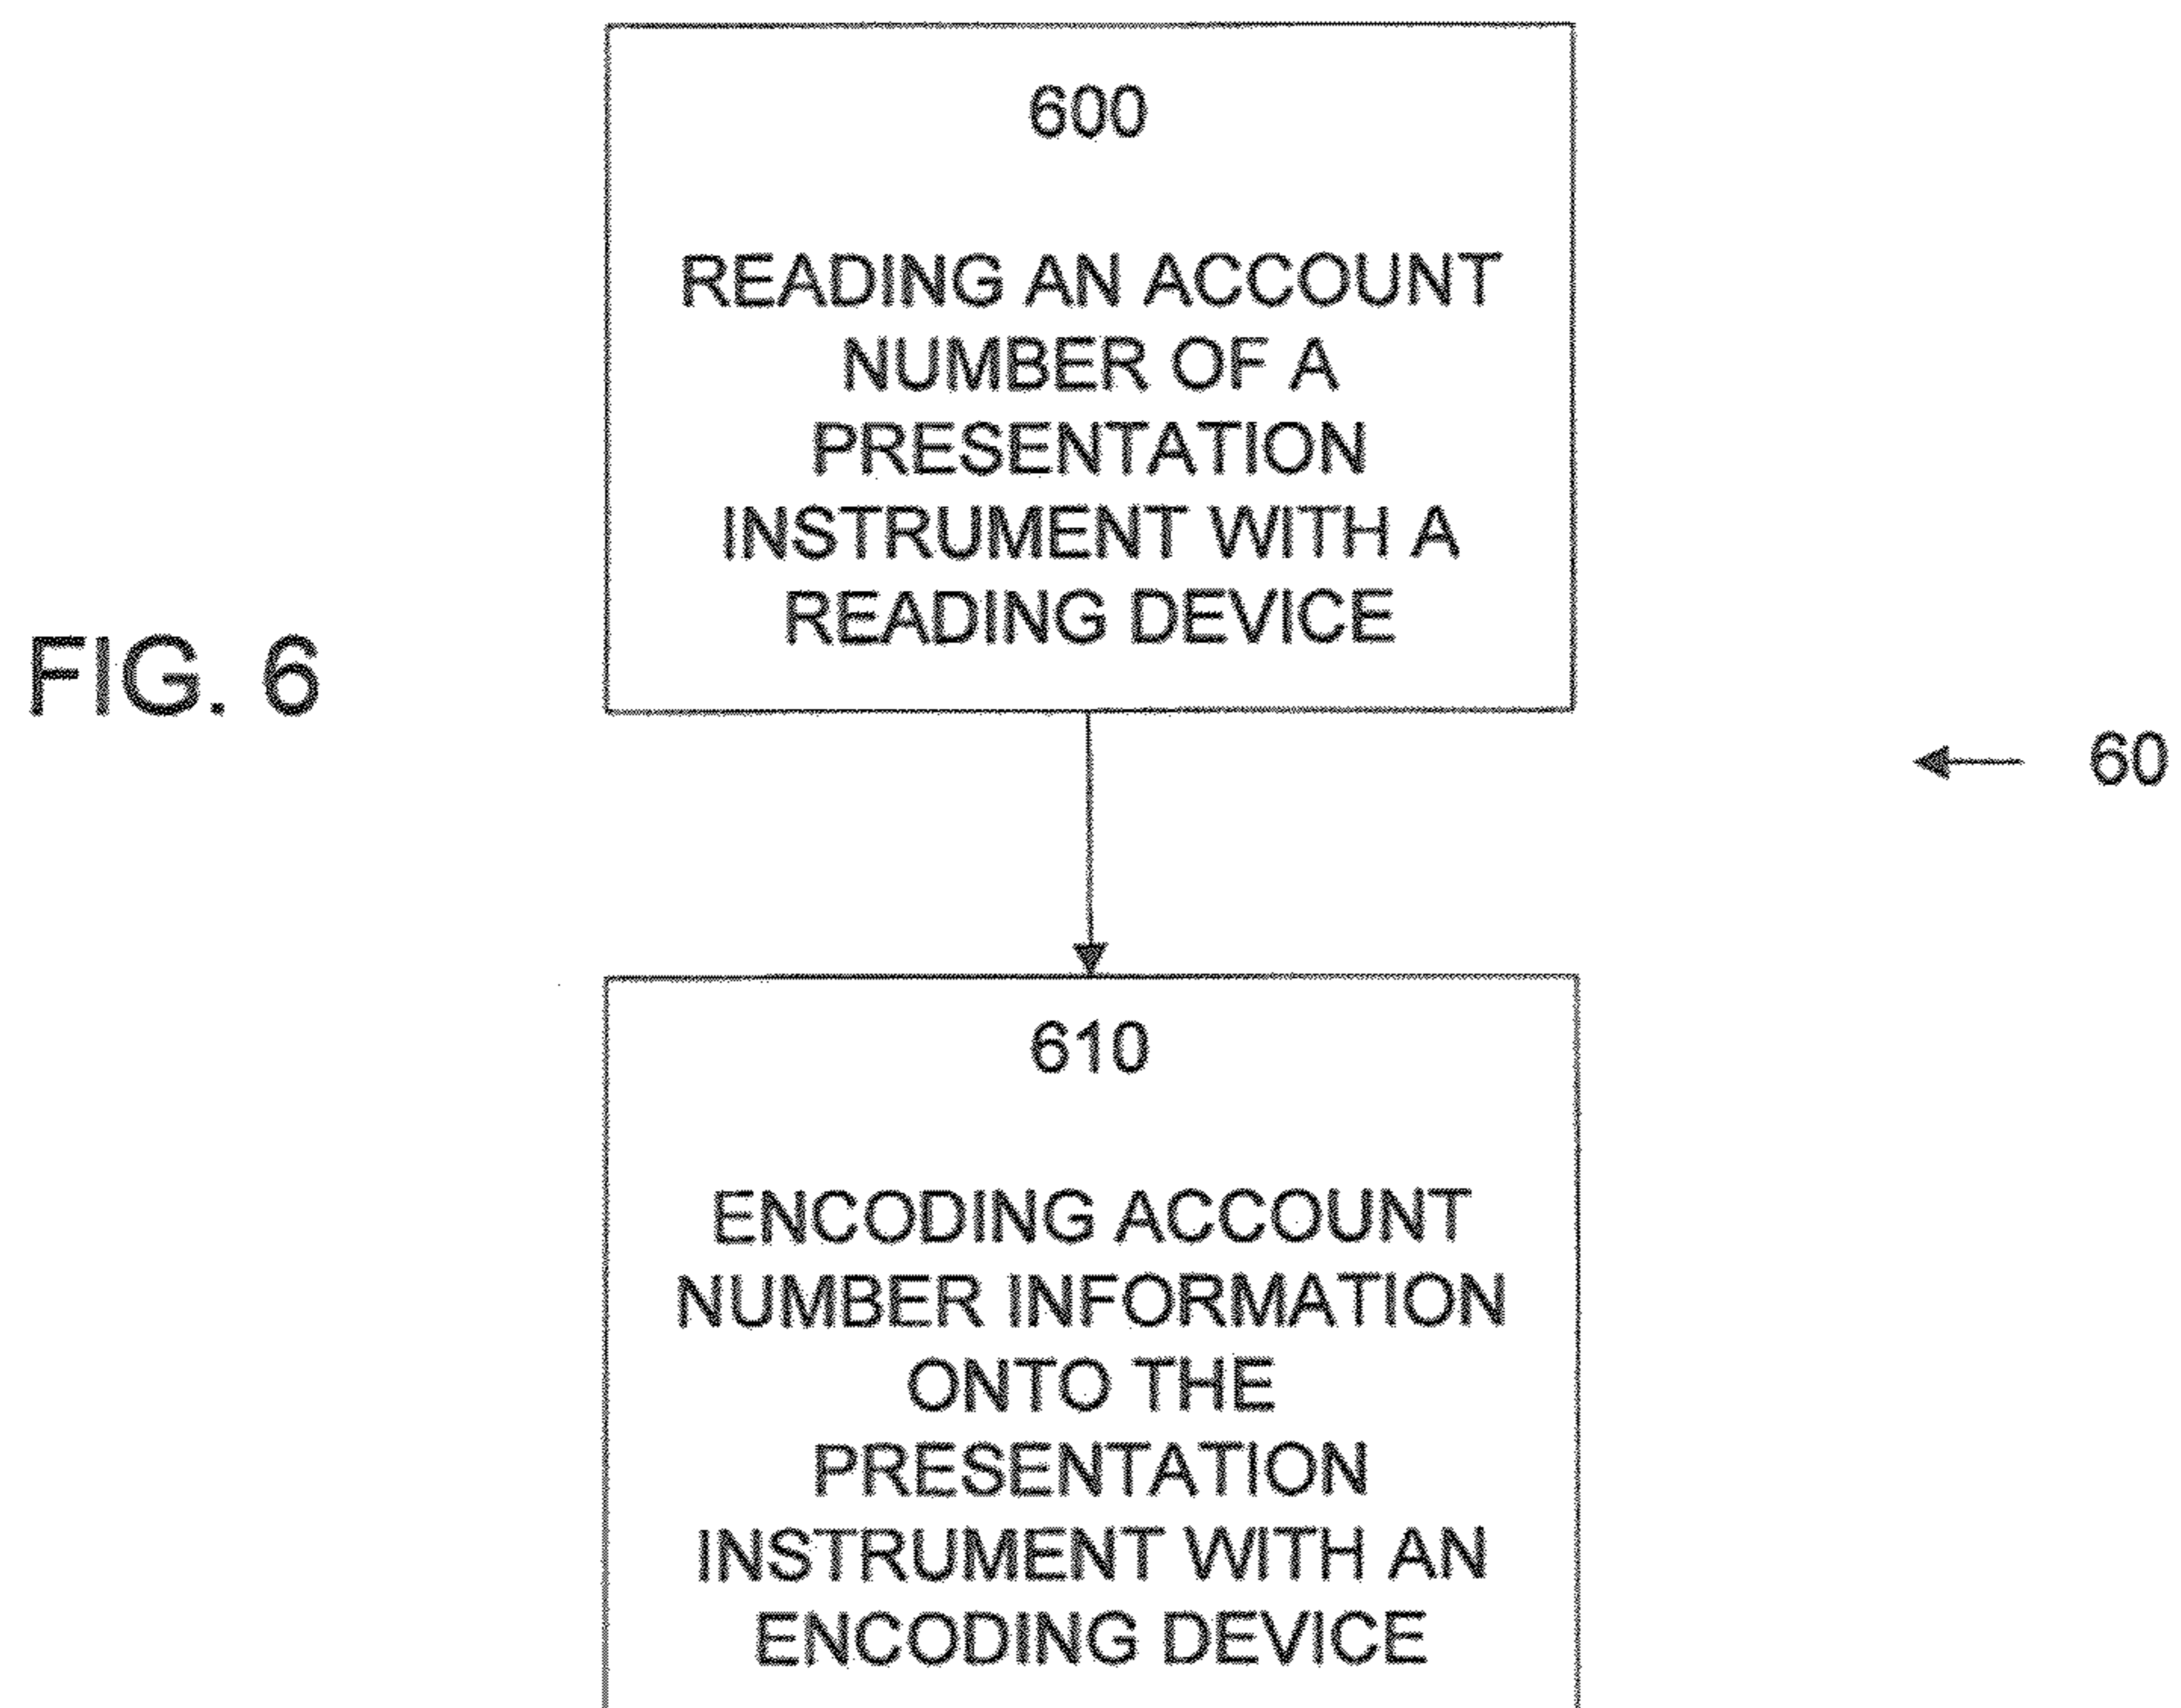 600
READING AN ACCOUNT
NUMBER OF A
PRESENTATION
INSTRUMENT WITH A
READING DEVICE
FIG. 6
60
610
ENCODING ACCOUNT
NUMBER INFORMATION
ONTO THE
PRESENTATION
INSTRUMENT WITH AN
ENCODING DEVICE